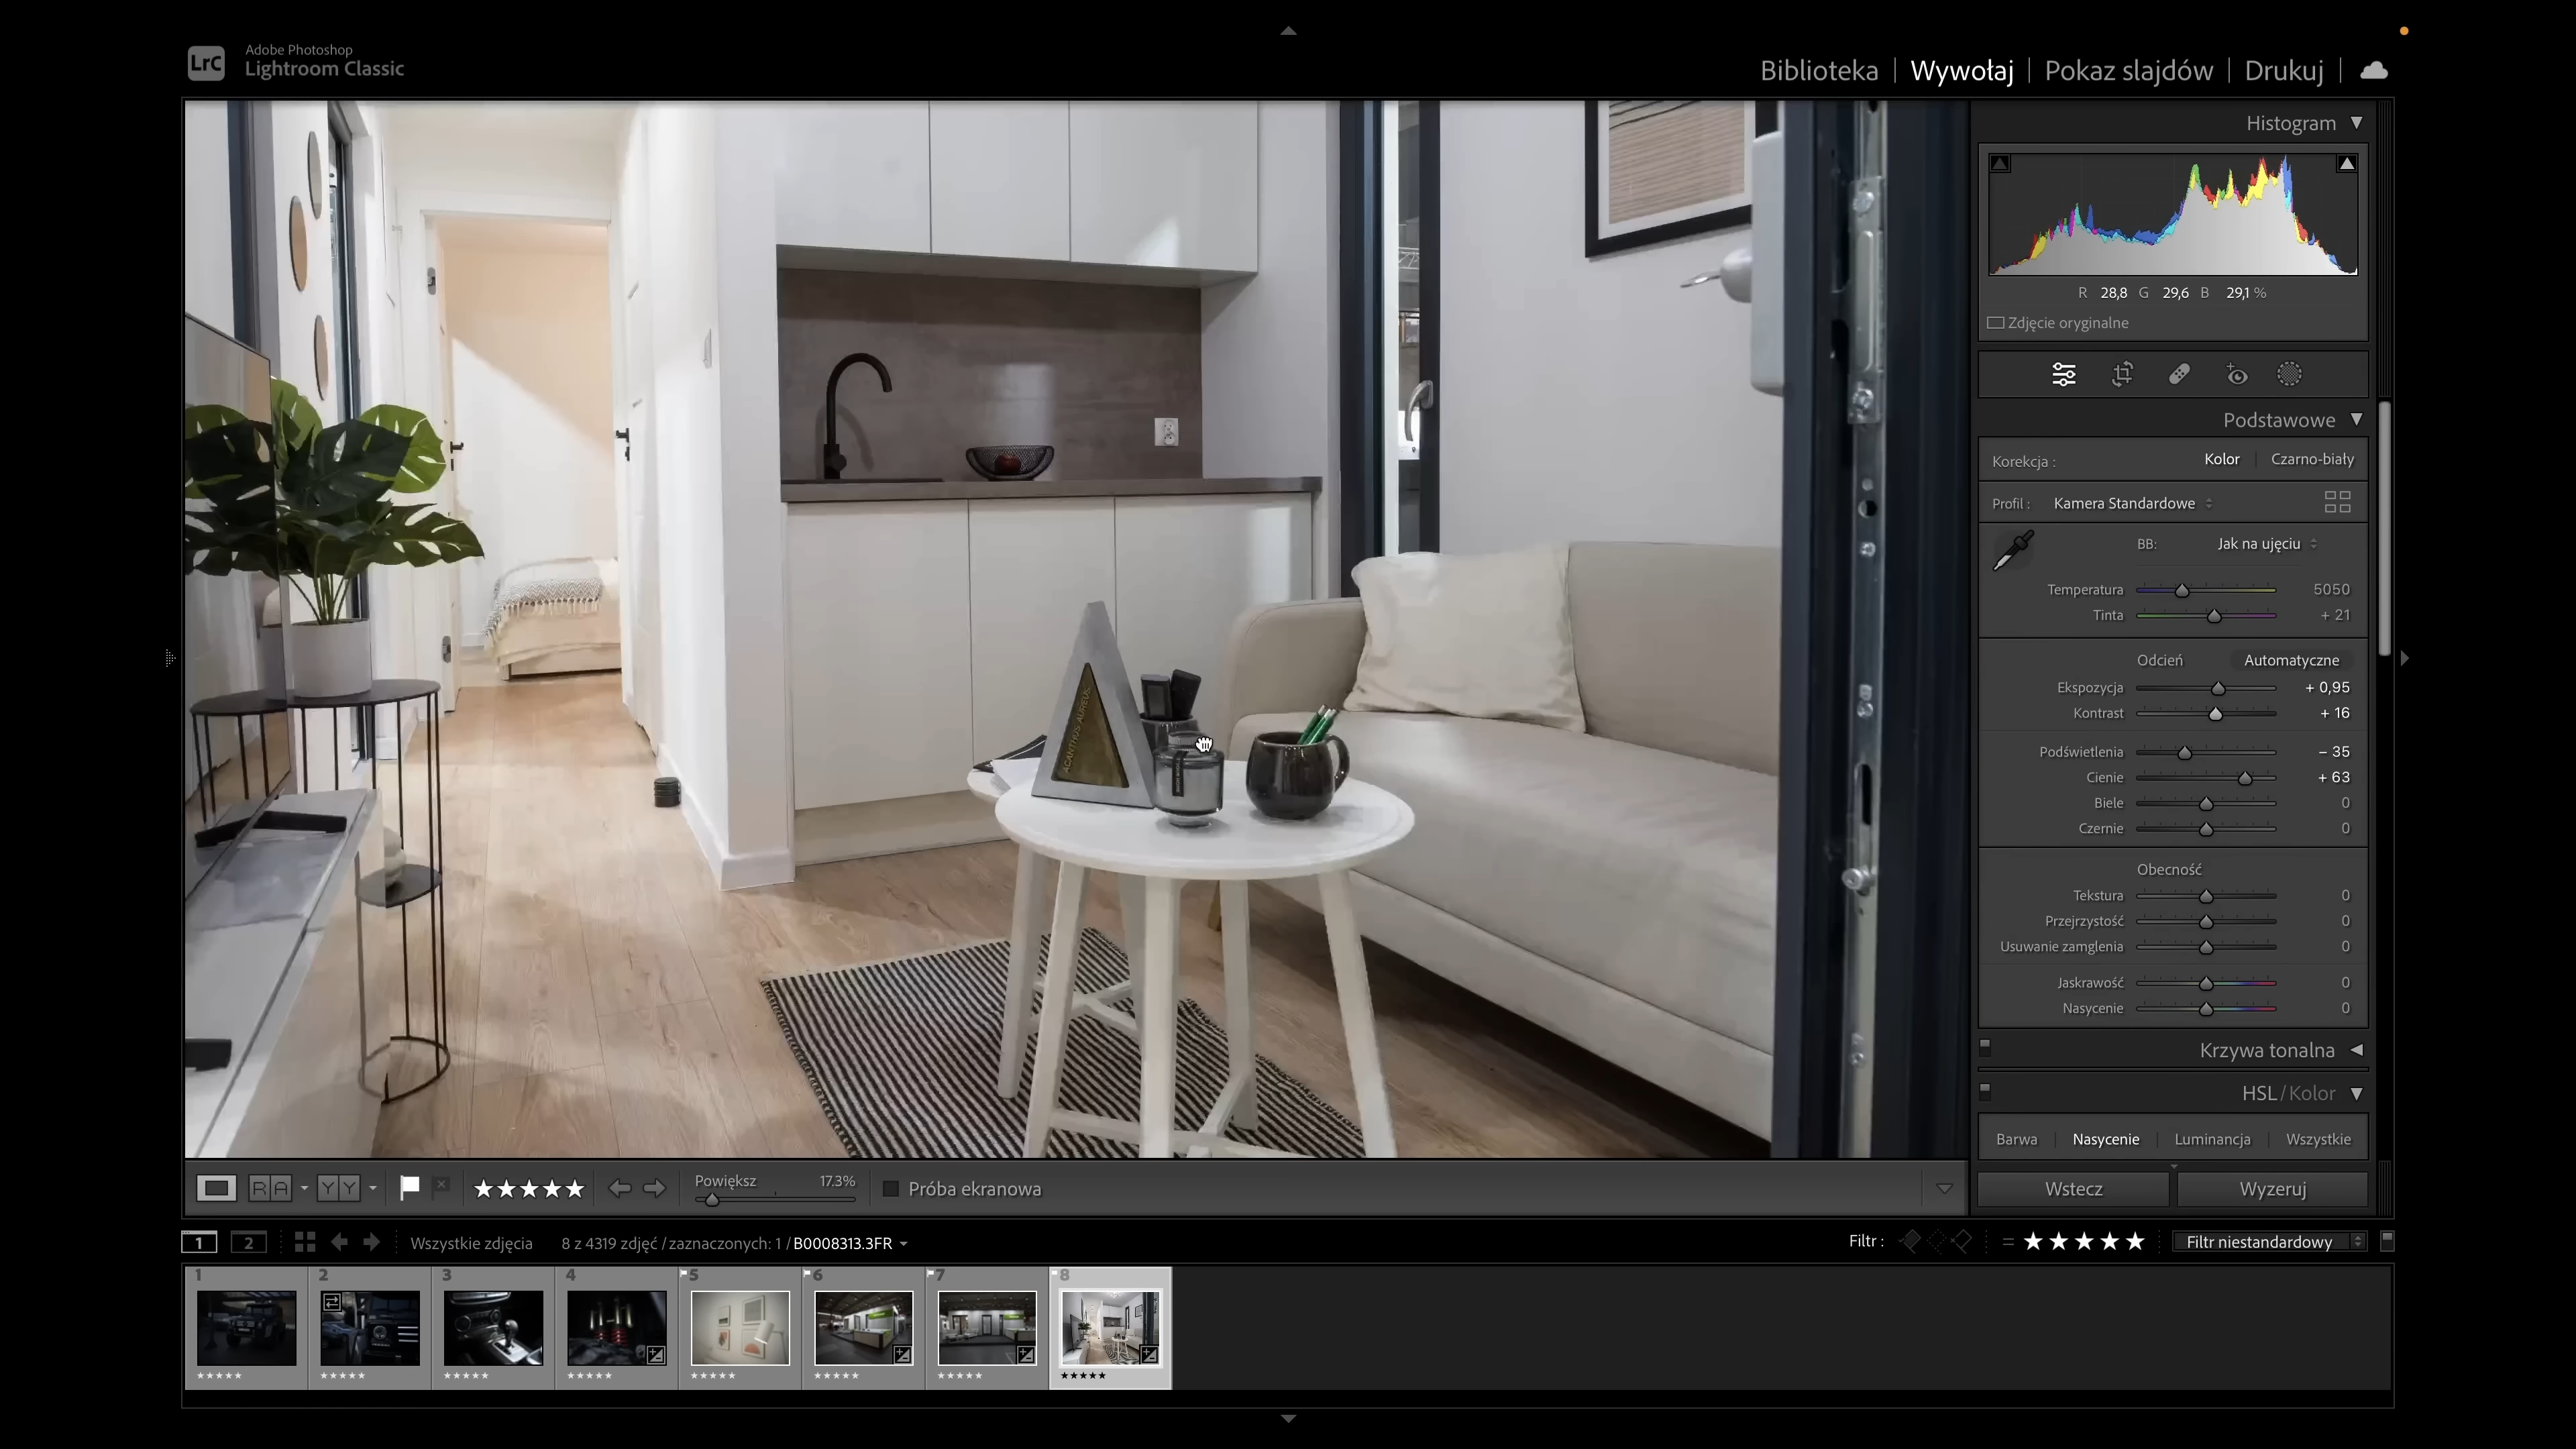 LrC
Adobe Photoshop
Lightroom Classic
Biblioteka | Wywołaj | Pokaz slajdów | Drukuj |
Histogram
R 28,8 G 29,6 B 29,1 %
Zdjęcie oryginalne
Podstawowe
Korekcja : Kolor | Czarno-biały
Profil : Kamera Standardowe
BB: Jak na ujęciu
Temperatura 5050
Tinta + 21
Odcień Automatyczne
Ekspozycja + 0,95
Kontrast + 16
Podświetlenia − 35
Cienie + 63
Biele 0
Czernie 0
Obecność
Tekstura 0
Przejrzystość 0
Usuwanie zamglenia 0
Jaskrawość 0
Nasycenie 0
Krzywa tonalna
HSL / Kolor
Barwa | Nasycenie | Luminancja | Wszystkie
Wstecz Wyzeruj
ACANTHOS AUREUS
R A Y Y Powiększ 17.3% Próba ekranowa
1 2 Wszystkie zdjęcia 8 z 4319 zdjęć / zaznaczonych: 1 / B0008313.3FR Filtr : = Filtr niestandardowy
1 2 3 4 5 6 7 8